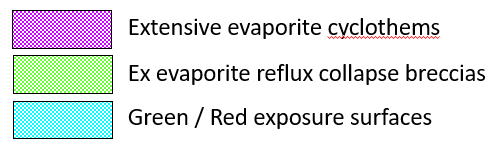 Extensive evaporite cyclothems
Ex evaporite reflux collapse breccias
Green / Red exposure surfaces